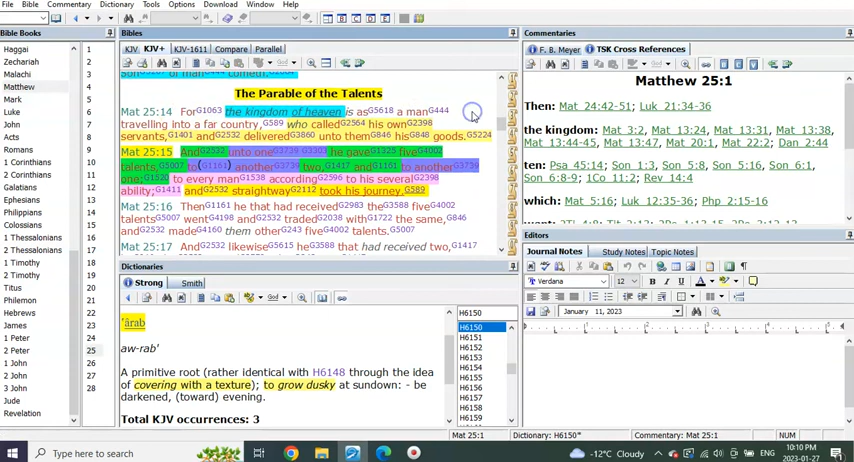 File View Bible Commentary Dictionary Tools Options Download Window Help
Bible Books
Haggai 1
Zechariah 2
Malachi 3
Matthew 4
Mark 5
Luke 6
John 7
Acts 8
Romans 9
1 Corinthians 10
2 Corinthians 11
Galatians 12
Ephesians 13
Philippians 14
Colossians 15
1 Thessalonians 16
2 Thessalonians 17
1 Timothy 18
2 Timothy 19
Titus 20
Philemon 21
Hebrews 22
James 23
1 Peter 24
2 Peter 25
1 John 26
2 John 27
3 John 28
Jude
Revelation
Bibles
KJV KJV+ KJV-1611 Compare Parallel
The Parable of the Talents
Mat 25:14 For G1063 the kingdom of heaven is as G5618 a man G444
travelling into a far country, G589 who called G2564 his own G2398
servants, G1401 and G2532 delivered G3860 unto them G846 his G848 goods. G5224
Mat 25:15 And G2532 unto one G3739 G3303 he gave G1325 five G4002
talents, G5007 to (G1161) another G3739 two, G1417 and G1161 to another G3739
one; G1520 to every man G1538 according G2596 to his several G2398
ability; G1411 and G2532 straightway G2112 took his journey. G589
Mat 25:16 Then he that had received G2983 the five G4002
talents G5007 went G4198 and G2532 traded G2038 with G1722 the same, G846
and G2532 made G4160 them other G243 five G4002 talents. G5007
Mat 25:17 And G2532 likewise G5615 he G3588 that had received two, G1417
Dictionaries
Strong Smith
'ârab
aw-rab'
A primitive root (rather identical with H6148 through the idea
of covering with a texture); to grow dusky at sundown: - be
darkened, (toward) evening.
Total KJV occurrences: 3
H6150
H6150
H6151
H6152
H6153
H6154
H6155
H6156
H6157
H6158
H6159
Commentaries
F. B. Meyer TSK Cross References
Matthew 25:1
Then: Mat 24:42-51; Luk 21:34-36
the kingdom: Mat 3:2, Mat 13:24, Mat 13:31, Mat 13:38,
Mat 13:44-45, Mat 13:47, Mat 20:1, Mat 22:2; Dan 2:44
ten: Psa 45:14; Son 1:3, Son 5:8, Son 5:16, Son 6:1,
Son 6:8-9; 1Co 11:2; Rev 14:4
which: Mat 5:16; Luk 12:35-36; Php 2:15-16
Editors
Journal Notes Study Notes Topic Notes
Verdana 12
January 11, 2023
Mat 25:1 Dictionary: H6150 Commentary: Mat 25:1 NUM
Type here to search
-12°C Cloudy
ENG
10:10 PM
2023-01-27